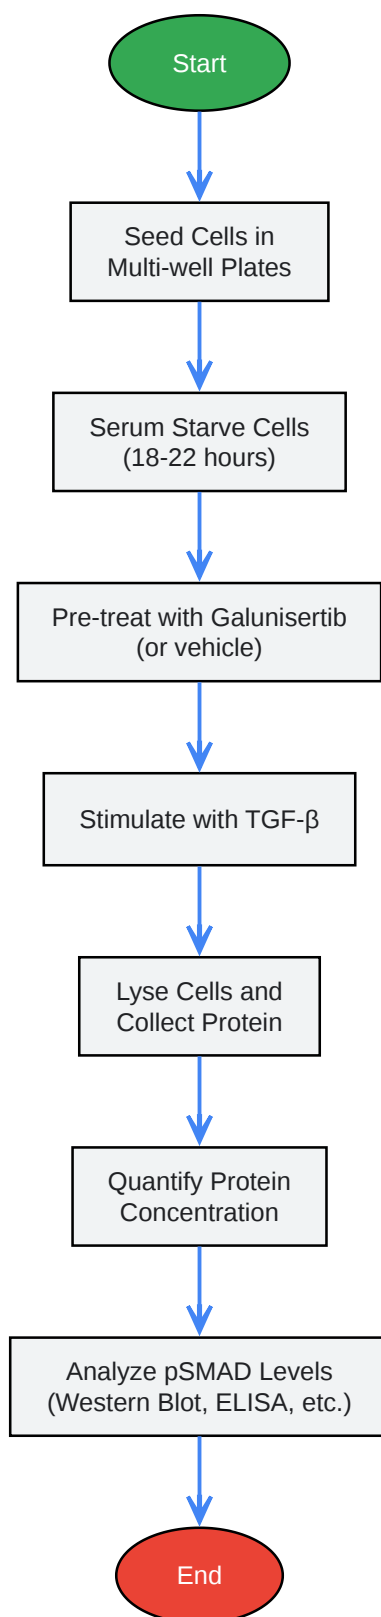 Start
Seed Cells in
Multi-well Plates
Serum Starve Cells
(18-22 hours)
Pre-treat with Galunisertib
(or vehicle)
Stimulate with TGF-β
Lyse Cells and
Collect Protein
Quantify Protein
Concentration
Analyze pSMAD Levels
(Western Blot, ELISA, etc.)
End